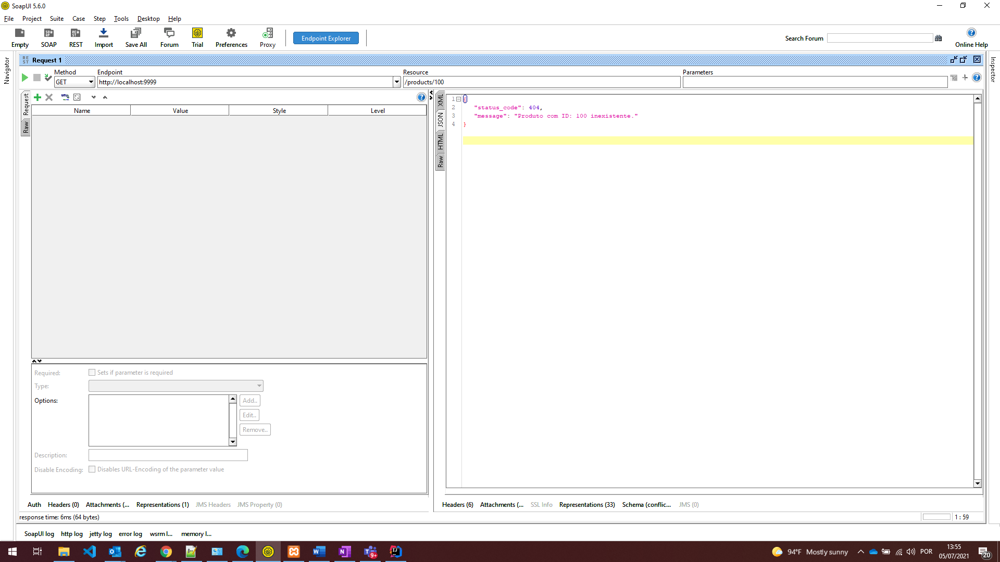 SoapUI 5.6.0
File Project Suite Case Step Tools Desktop Help
Empty SOAP REST Import Save All Forum Trial Preferences Proxy Endpoint Explorer Search Forum Online Help
Navigator
Inspector
Request 1
Method Endpoint Resource Parameters
GET http://localhost:9999 /products/100
Request
Raw
Name Value Style Level
XML
JSON
HTML
Raw
1 {
2 "status_code": 404,
3 "message": "Produto com ID: 100 inexistente."
4 }
Required: Sets if parameter is required
Type:
Options:
Add..
Edit..
Remove..
Description:
Disable Encoding: Disables URL-Encoding of the parameter value
Auth Headers (0) Attachments (... Representations (1) JMS Headers JMS Property (0)
Headers (6) Attachments (... SSL Info Representations (33) Schema (conflic... JMS (0)
response time: 6ms (64 bytes)
1 : 59
SoapUI log http log jetty log error log wsrm l... memory l...
94°F Mostly sunny
POR
13:55
05/07/2021
20
9+